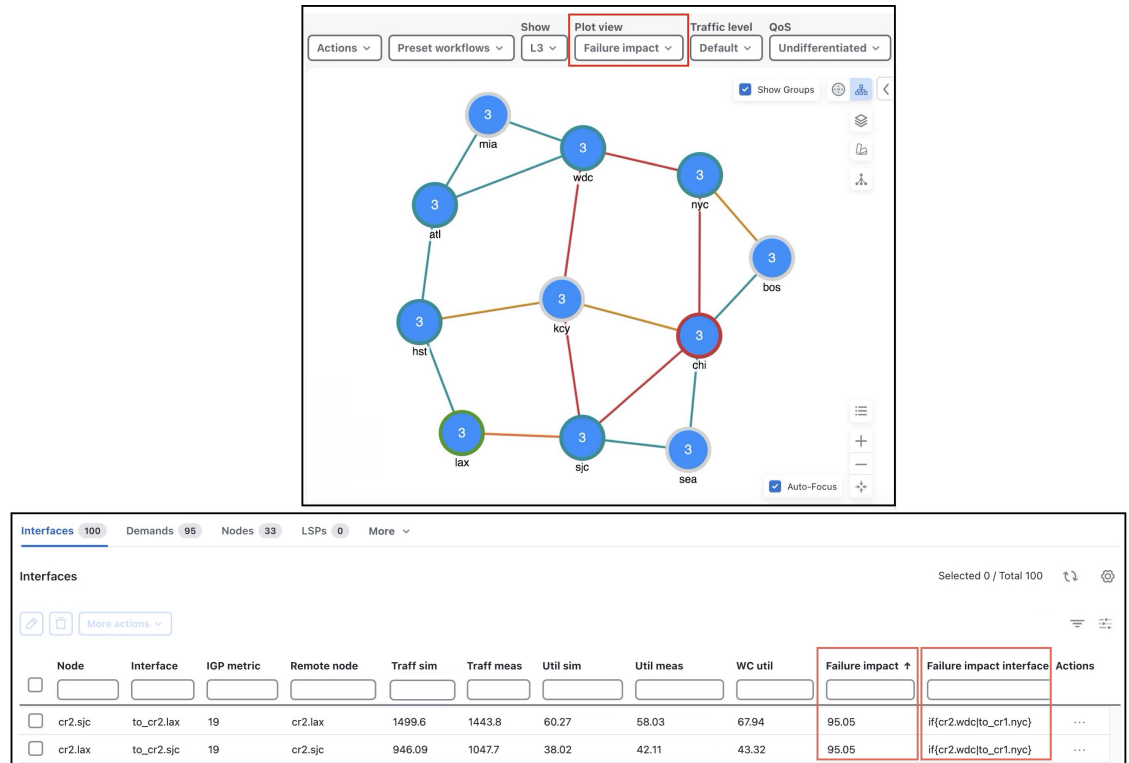 Show Plot view Traffic level QoS
Actions Preset workflows L3 Failure impact Default Undifferentiated
Show Groups
3
mia
3
wdc
3
nyc
3
atl
3
bos
3
kcy
3
hst
3
chi
3
lax
3
sjc
3
sea
Auto-Focus
Interfaces 100 Demands 95 Nodes 33 LSPs 0 More
Interfaces Selected 0 / Total 100
More actions
Node Interface IGP metric Remote node Traff sim Traff meas Util sim Util meas WC util Failure impact ↑ Failure impact interface Actions
cr2.sjc to_cr2.lax 19 cr2.lax 1499.6 1443.8 60.27 58.03 67.94 95.05 if{cr2.wdc|to_cr1.nyc} ...
cr2.lax to_cr2.sjc 19 cr2.sjc 946.09 1047.7 38.02 42.11 43.32 95.05 if{cr2.wdc|to_cr1.nyc} ...